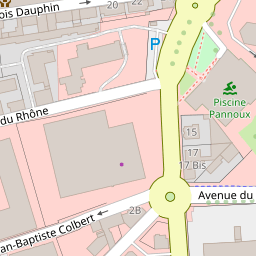 ois Dauphin
20
22
P
du Rhône
Piscine
Pannoux
15
17
17 Bis
Avenue du
2B
an-Baptiste Colbert